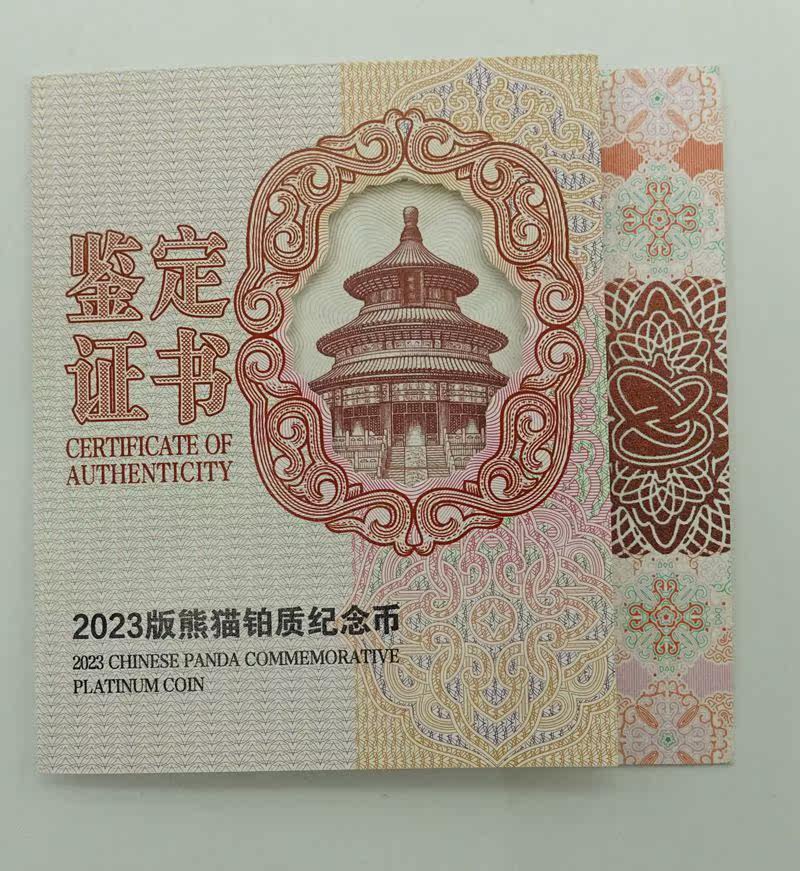 鉴定
证书
CERTIFICATE OF
AUTHENTICITY
2023版熊猫铂质纪念币
2023 CHINESE PANDA COMMEMORATIVE
PLATINUM COIN